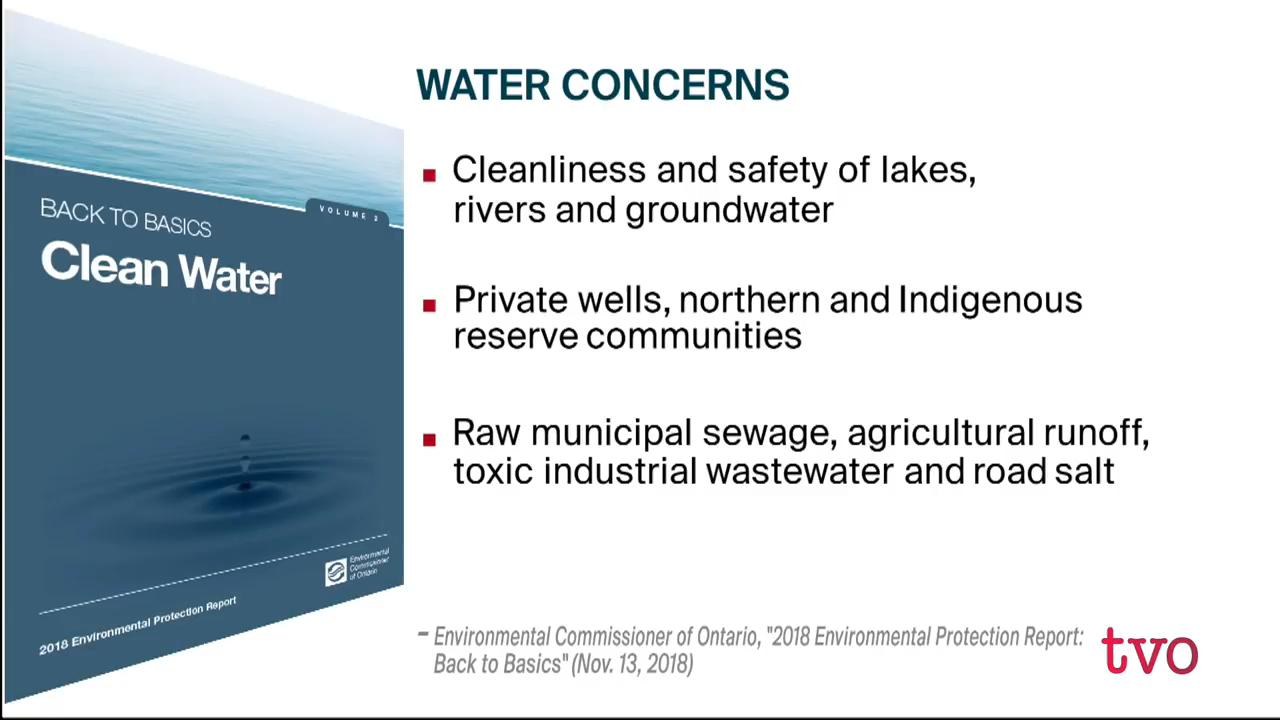 WATER CONCERNS
Cleanliness and safety of lakes,
rivers and groundwater
Private wells, northern and Indigenous
reserve communities
Raw municipal sewage, agricultural runoff,
toxic industrial wastewater and road salt
– Environmental Commissioner of Ontario, "2018 Environmental Protection Report:
Back to Basics" (Nov. 13, 2018)
tvo
VOLUME 2
BACK TO BASICS
Clean Water
Environmental
Commissioner
of Ontario
2018 Environmental Protection Report